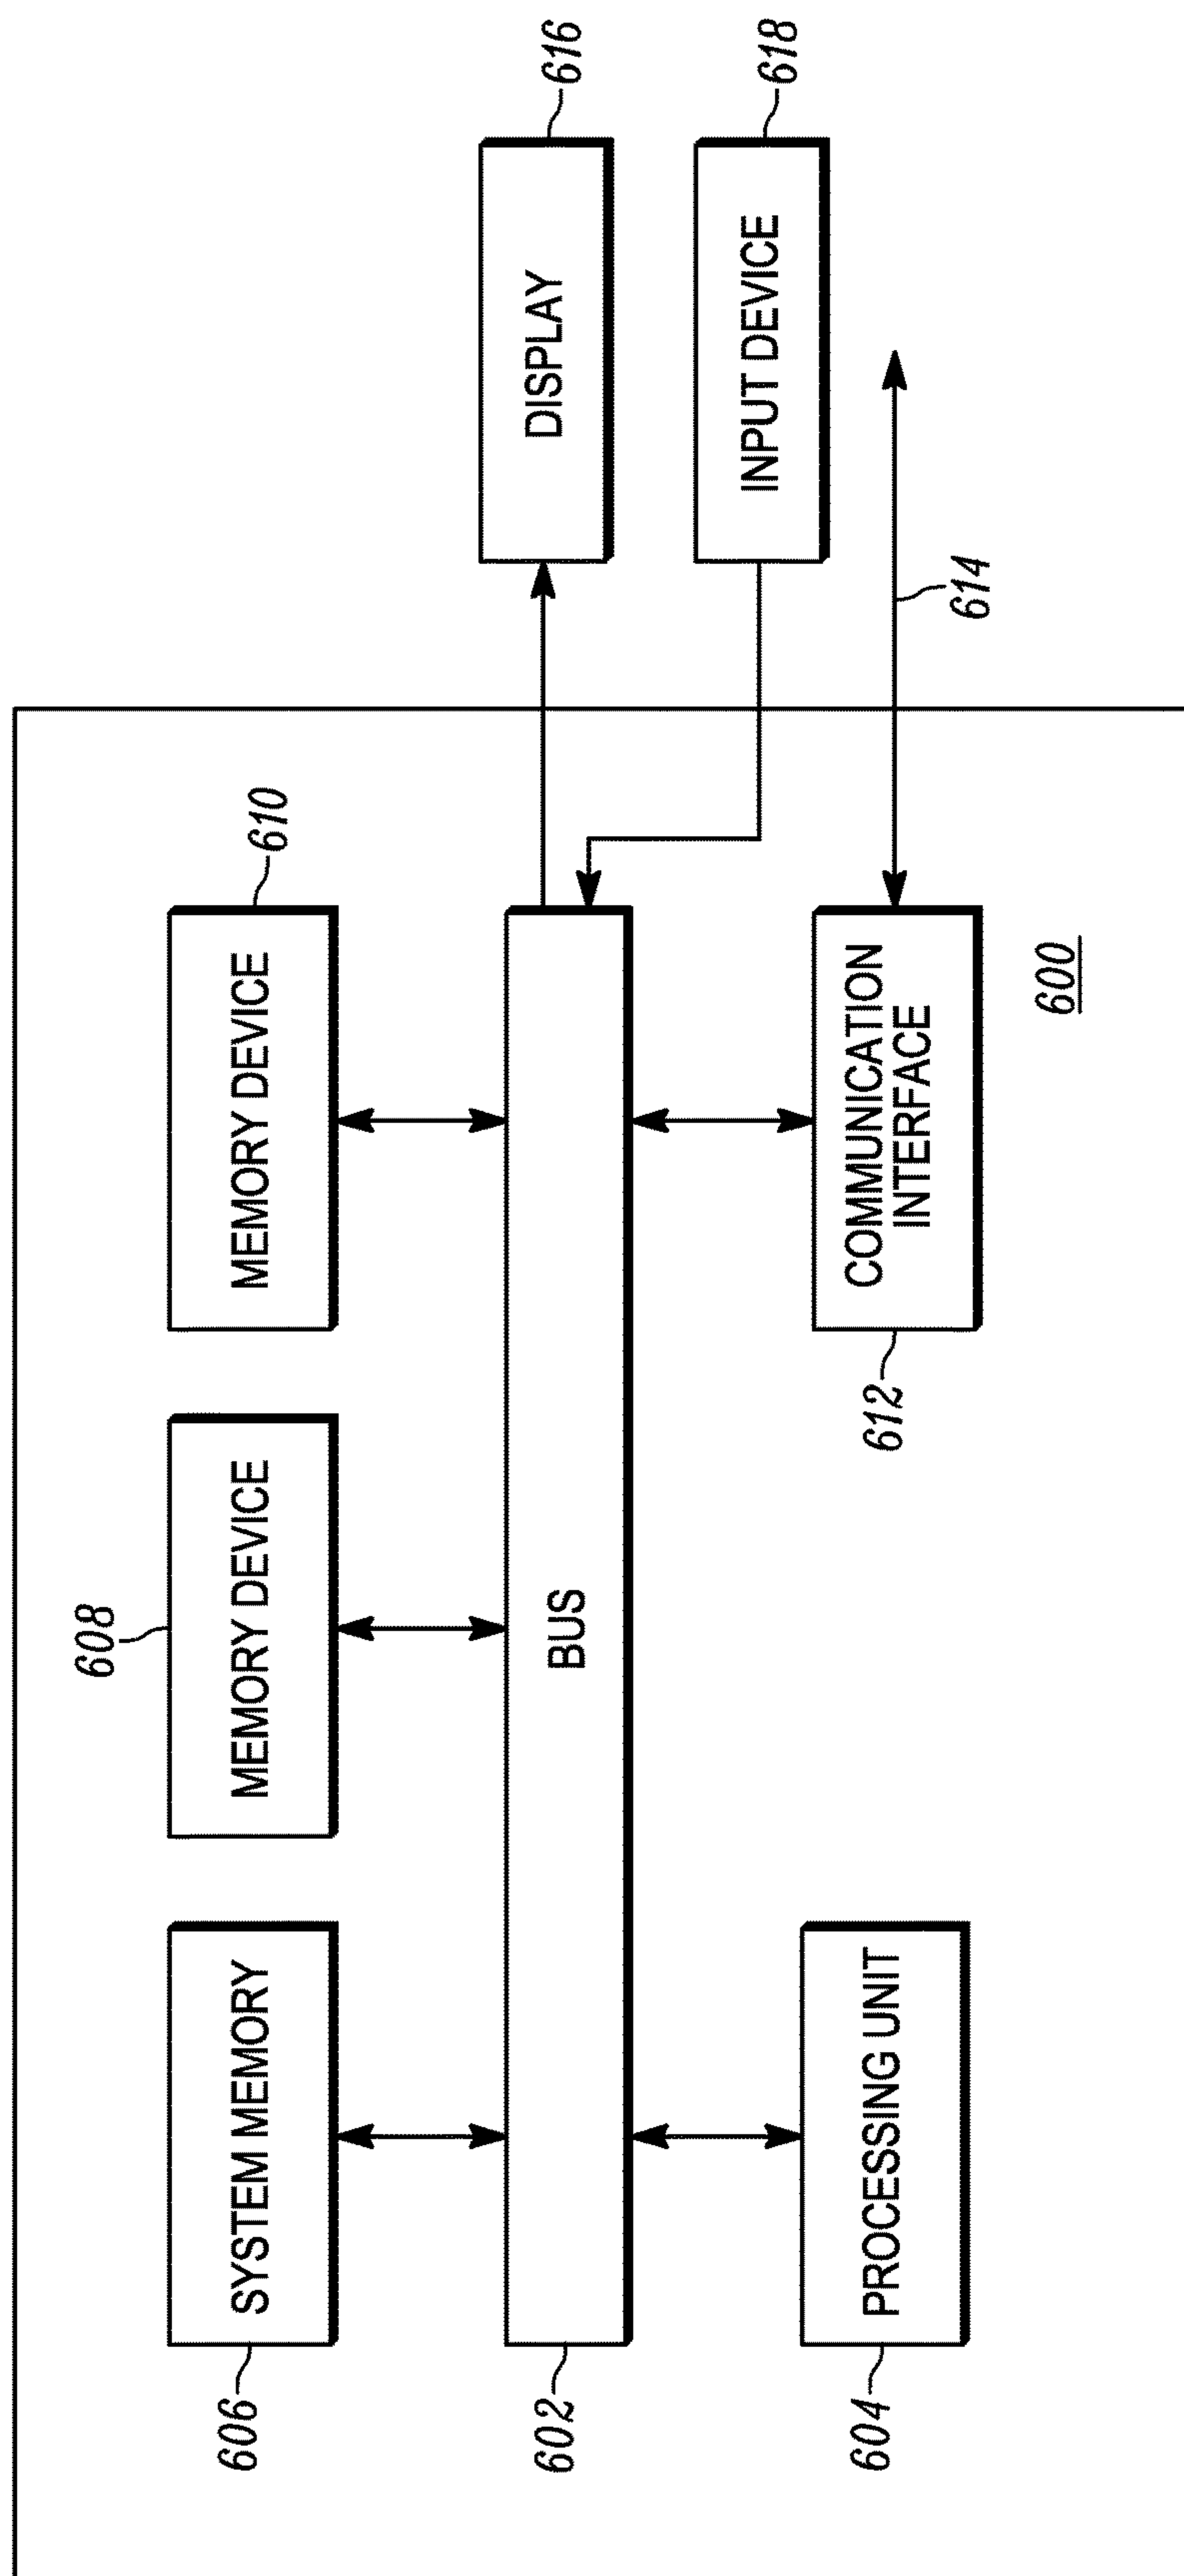 608
610
SYSTEM MEMORY
MEMORY DEVICE
MEMORY DEVICE
606
616
DISPLAY
602
BUS
618
INPUT DEVICE
604
PROCESSING UNIT
612
COMMUNICATION
INTERFACE
614
600